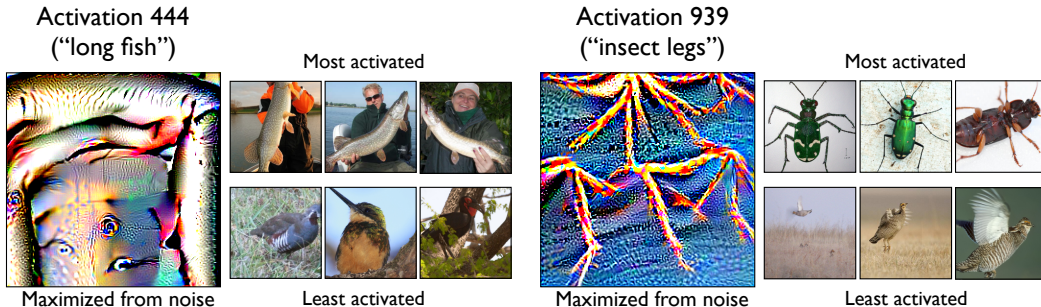 Activation 444
(“long fish”)
Most activated
Maximized from noise
Least activated
Activation 939
(“insect legs”)
Most activated
Maximized from noise
Least activated